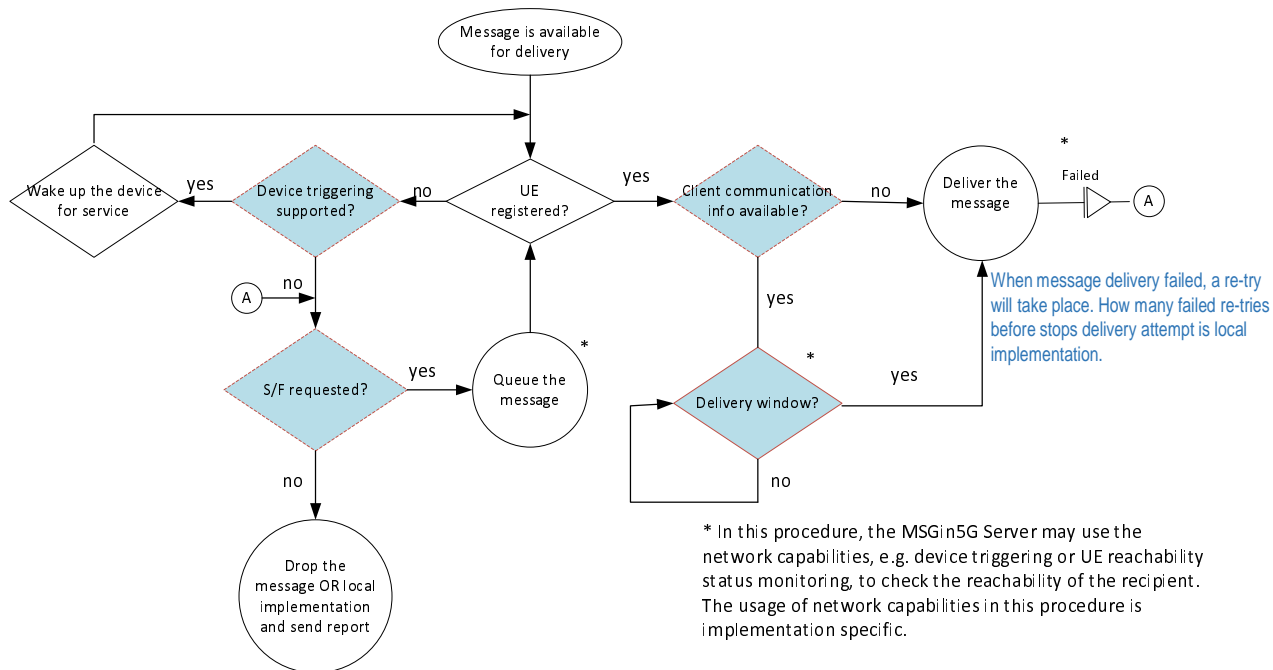 Message is available
for delivery
Wake up the device
for service
yes
Device triggering
supported?
no
UE
registered?
yes
Client communication
info available?
no
Deliver the
message
*
Failed
A
A
no
yes
When message delivery failed, a re-try
will take place. How many failed re-tries
before stops delivery attempt is local
implementation.
S/F requested?
yes
Queue the
message
*
Delivery window?
*
yes
no
no
Drop the
message OR local
implementation
and send report
* In this procedure, the MSGin5G Server may use the
network capabilities, e.g. device triggering or UE reachability
status monitoring, to check the reachability of the recipient.
The usage of network capabilities in this procedure is
implementation specific.